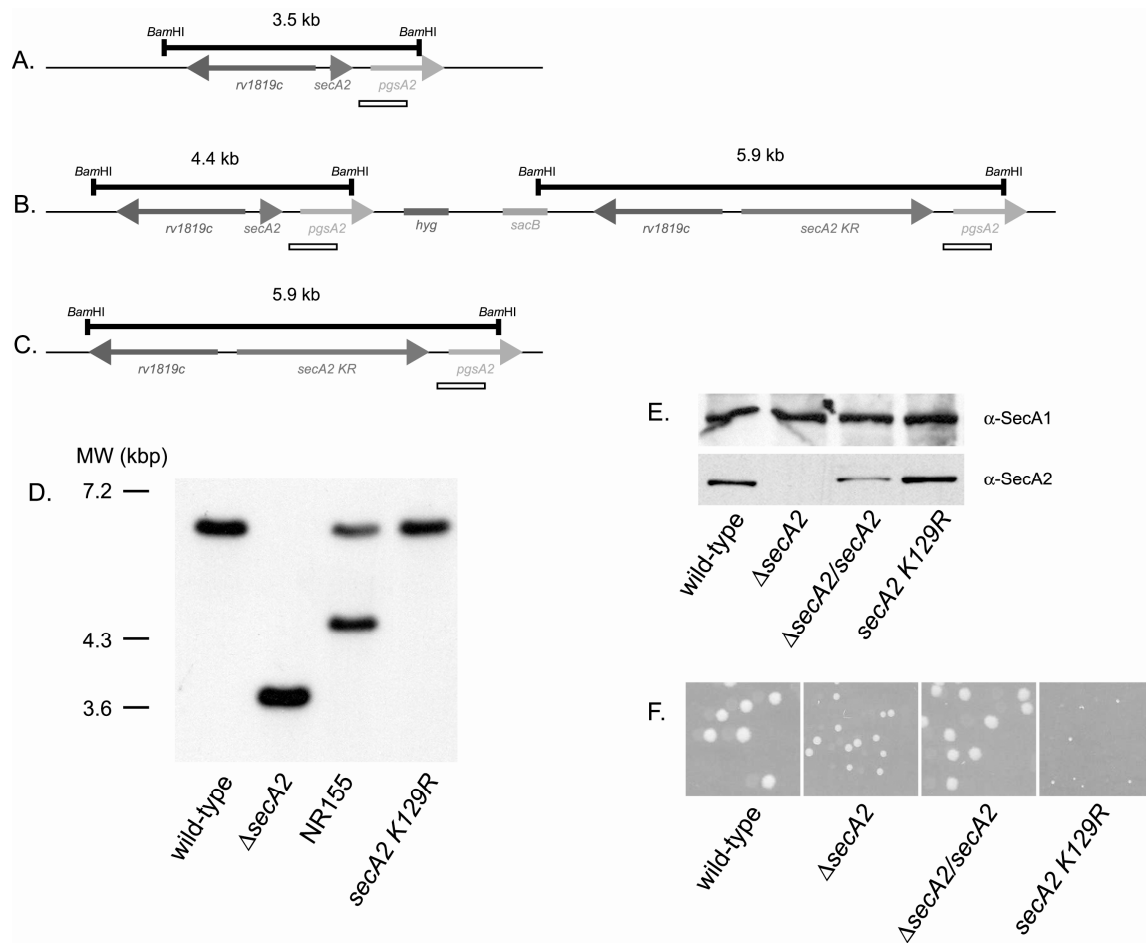 3.5 kb
BamHI BamHI
A.
rv1819c secA2 pgsA2
4.4 kb 5.9 kb
BamHI BamHI BamHI BamHI
B.
rv1819c secA2 pgsA2 hyg sacB rv1819c secA2 KR pgsA2
5.9 kb
BamHI BamHI
C.
rv1819c secA2 KR pgsA2
MW (kbp)
D.
7.2
4.3
3.6
wild-type
ΔsecA2
NR155
secA2 K129R
E.
α-SecA1
α-SecA2
wild-type
ΔsecA2
ΔsecA2/secA2
secA2 K129R
F.
wild-type
ΔsecA2
ΔsecA2/secA2
secA2 K129R